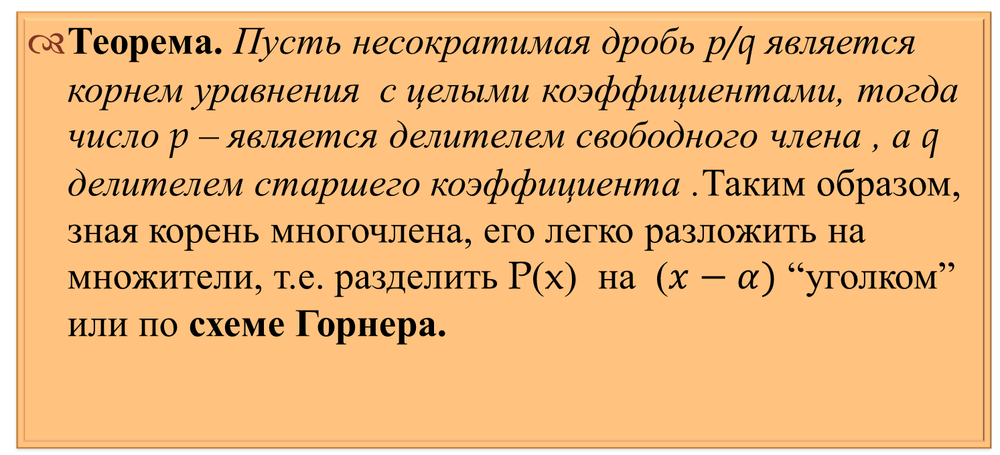 Теорема. Пусть несократимая дробь p/q является
корнем уравнения с целыми коэффициентами, тогда
число p – является делителем свободного члена , а q
делителем старшего коэффициента .Таким образом,
зная корень многочлена, его легко разложить на
множители, т.е. разделить P(x) на (𝑥 − 𝛼) “уголком”
или по схеме Горнера.